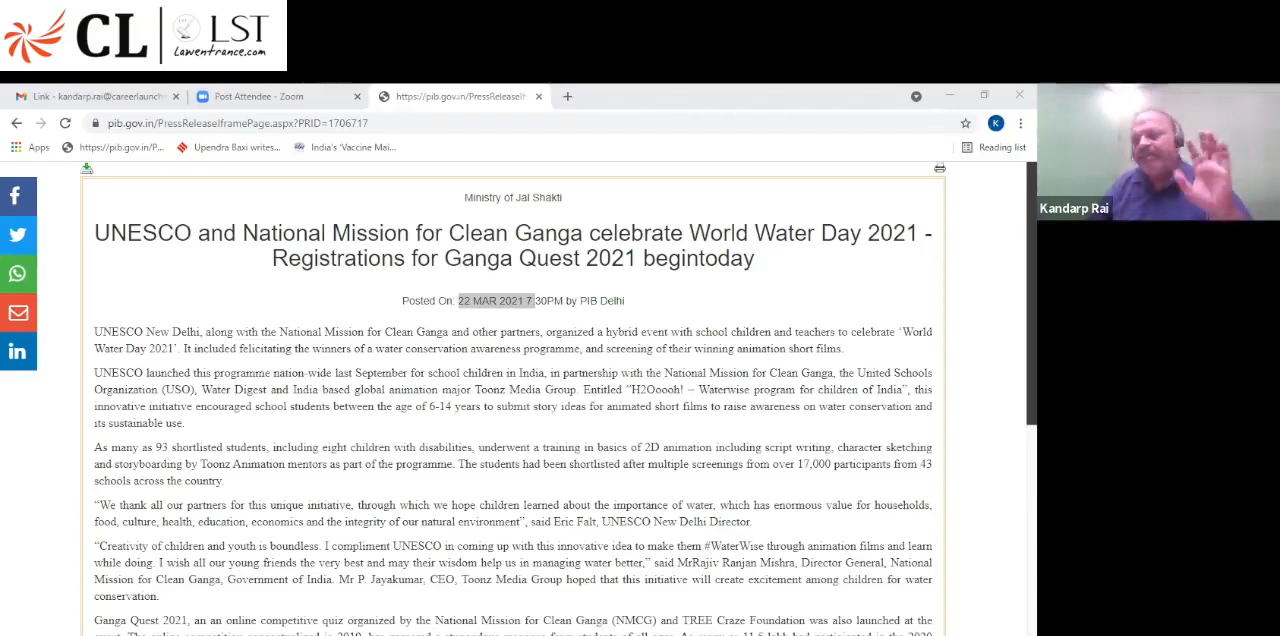 CL LST
Lawentrance.com
Link - kandarp.rai@careerlaunch
Post Attendee - Zoom
https://pib.gov.in/PressReleaseIf
pib.gov.in/PressReleaseIframePage.aspx?PRID=1706717
K
Apps
https://pib.gov.in/P...
Upendra Baxi writes...
India's 'Vaccine Mai...
Reading list
Kandarp Rai
Ministry of Jal Shakti
UNESCO and National Mission for Clean Ganga celebrate World Water Day 2021 -
Registrations for Ganga Quest 2021 begintoday
Posted On: 22 MAR 2021 7:30PM by PIB Delhi
UNESCO New Delhi, along with the National Mission for Clean Ganga and other partners, organized a hybrid event with school children and teachers to celebrate ‘World
Water Day 2021’. It included felicitating the winners of a water conservation awareness programme, and screening of their winning animation short films.
UNESCO launched this programme nation-wide last September for school children in India, in partnership with the National Mission for Clean Ganga, the United Schools
Organization (USO), Water Digest and India based global animation major Toonz Media Group. Entitled “H2Ooooh! – Waterwise program for children of India”, this
innovative initiative encouraged school students between the age of 6-14 years to submit story ideas for animated short films to raise awareness on water conservation and
its sustainable use.
As many as 93 shortlisted students, including eight children with disabilities, underwent a training in basics of 2D animation including script writing, character sketching
and storyboarding by Toonz Animation mentors as part of the programme. The students had been shortlisted after multiple screenings from over 17,000 participants from 43
schools across the country.
“We thank all our partners for this unique initiative, through which we hope children learned about the importance of water, which has enormous value for households,
food, culture, health, education, economics and the integrity of our natural environment”, said Eric Falt, UNESCO New Delhi Director.
“Creativity of children and youth is boundless. I compliment UNESCO in coming up with this innovative idea to make them #WaterWise through animation films and learn
while doing. I wish all our young friends the very best and may their wisdom help us in managing water better,” said MrRajiv Ranjan Mishra, Director General, National
Mission for Clean Ganga, Government of India. Mr P. Jayakumar, CEO, Toonz Media Group hoped that this initiative will create excitement among children for water
conservation.
Ganga Quest 2021, an an online competitive quiz organized by the National Mission for Clean Ganga (NMCG) and TREE Craze Foundation was also launched at the